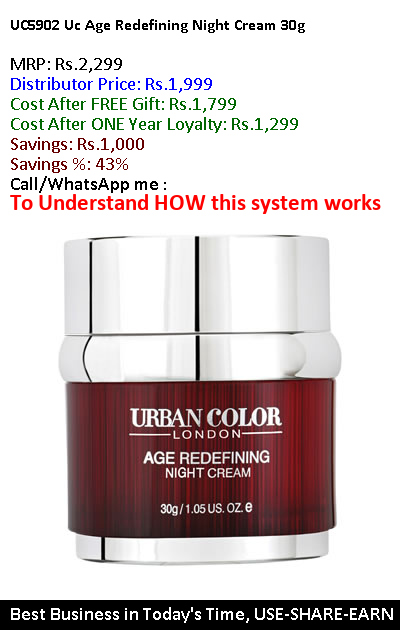 UC5902 Uc Age Redefining Night Cream 30g
MRP: Rs.2,299
Distributor Price: Rs.1,999
Cost After FREE Gift: Rs.1,799
Cost After ONE Year Loyalty: Rs.1,299
Savings: Rs.1,000
Savings %: 43%
Call/WhatsApp me :
To Understand HOW this system works
URBAN COLOR
LONDON
AGE REDEFINING
NIGHT CREAM
30g / 1.05 US. OZ. ℮
Best Business in Today's Time, USE-SHARE-EARN